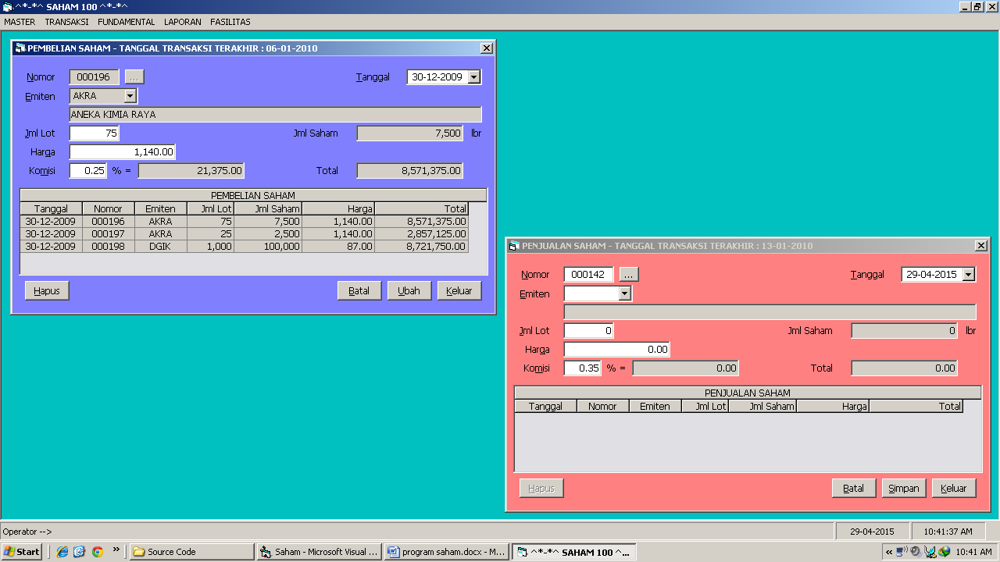 ^*-*^ SAHAM 100 ^*-*^
MASTER TRANSAKSI FUNDAMENTAL LAPORAN FASILITAS
PEMBELIAN SAHAM - TANGGAL TRANSAKSI TERAKHIR : 06-01-2010
Nomor 000196 ... Tanggal 30-12-2009
Emiten AKRA
ANEKA KIMIA RAYA
Jml Lot 75 Jml Saham 7,500 lbr
Harga 1,140.00
Komisi 0.25 % = 21,375.00 Total 8,571,375.00
PEMBELIAN SAHAM
Tanggal Nomor Emiten Jml Lot Jml Saham Harga Total
30-12-2009 000196 AKRA 75 7,500 1,140.00 8,571,375.00
30-12-2009 000197 AKRA 25 2,500 1,140.00 2,857,125.00
30-12-2009 000198 DGIK 1,000 100,000 87.00 8,721,750.00
Hapus Batal Ubah Keluar
PENJUALAN SAHAM - TANGGAL TRANSAKSI TERAKHIR : 13-01-2010
Nomor 000142 ... Tanggal 29-04-2015
Emiten
Jml Lot 0 Jml Saham 0 lbr
Harga 0.00
Komisi 0.35 % = 0.00 Total 0.00
PENJUALAN SAHAM
Tanggal Nomor Emiten Jml Lot Jml Saham Harga Total
Hapus Batal Simpan Keluar
Operator --> 29-04-2015 10:41:37 AM
Start » Source Code Saham - Microsoft Visual ... program saham.docx - M... ^*-*^ SAHAM 100 ^... « 10:41 AM